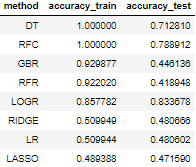 method accuracy_train accuracy_test
DT 1.000000 0.712810
RFC 1.000000 0.788912
GBR 0.929877 0.446136
RFR 0.922020 0.418948
LOGR 0.857782 0.833678
RIDGE 0.509949 0.480666
LR 0.509944 0.480602
LASSO 0.489388 0.471590